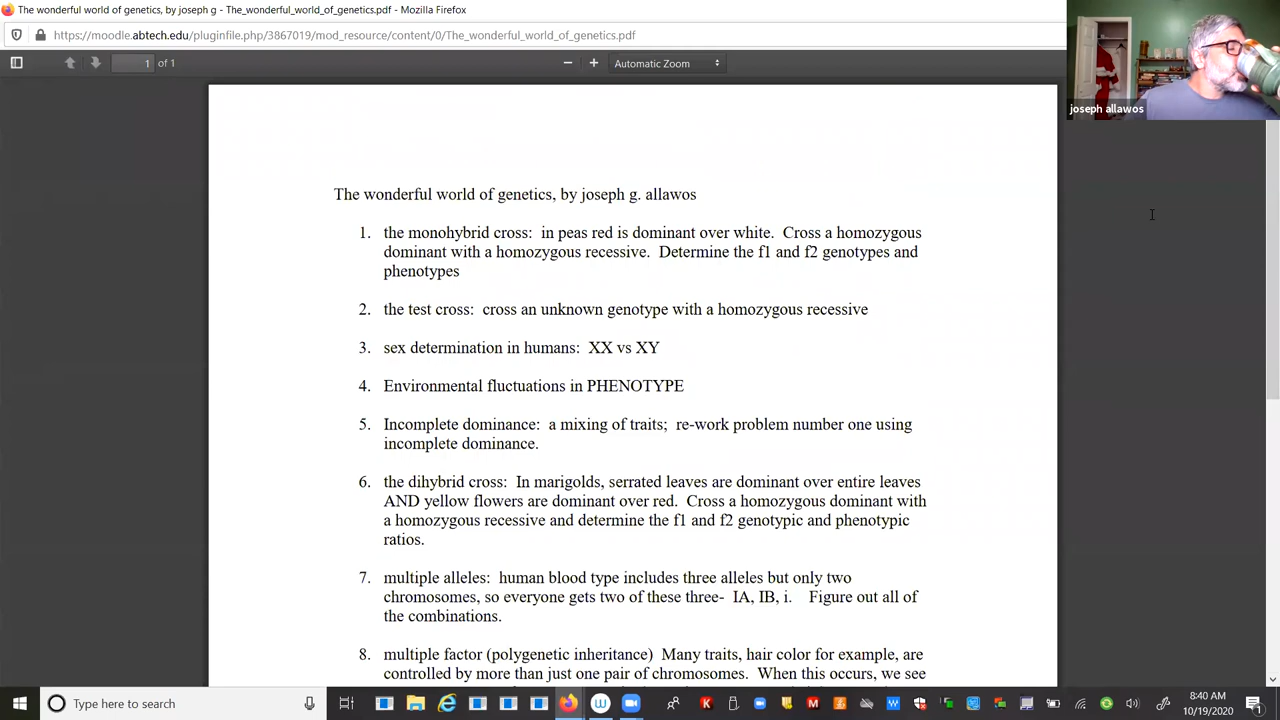 The wonderful world of genetics, by joseph g - The_wonderful_world_of_genetics.pdf - Mozilla Firefox
https://moodle.abtech.edu/pluginfile.php/3867019/mod_resource/content/0/The_wonderful_world_of_genetics.pdf
1 of 1
Automatic Zoom
joseph allawos
The wonderful world of genetics, by joseph g. allawos
1. the monohybrid cross: in peas red is dominant over white. Cross a homozygous
dominant with a homozygous recessive. Determine the f1 and f2 genotypes and
phenotypes
2. the test cross: cross an unknown genotype with a homozygous recessive
3. sex determination in humans: XX vs XY
4. Environmental fluctuations in PHENOTYPE
5. Incomplete dominance: a mixing of traits; re-work problem number one using
incomplete dominance.
6. the dihybrid cross: In marigolds, serrated leaves are dominant over entire leaves
AND yellow flowers are dominant over red. Cross a homozygous dominant with
a homozygous recessive and determine the f1 and f2 genotypic and phenotypic
ratios.
7. multiple alleles: human blood type includes three alleles but only two
chromosomes, so everyone gets two of these three- IA, IB, i. Figure out all of
the combinations.
8. multiple factor (polygenetic inheritance) Many traits, hair color for example, are
controlled by more than just one pair of chromosomes. When this occurs, we see
Type here to search
8:40 AM
10/19/2020